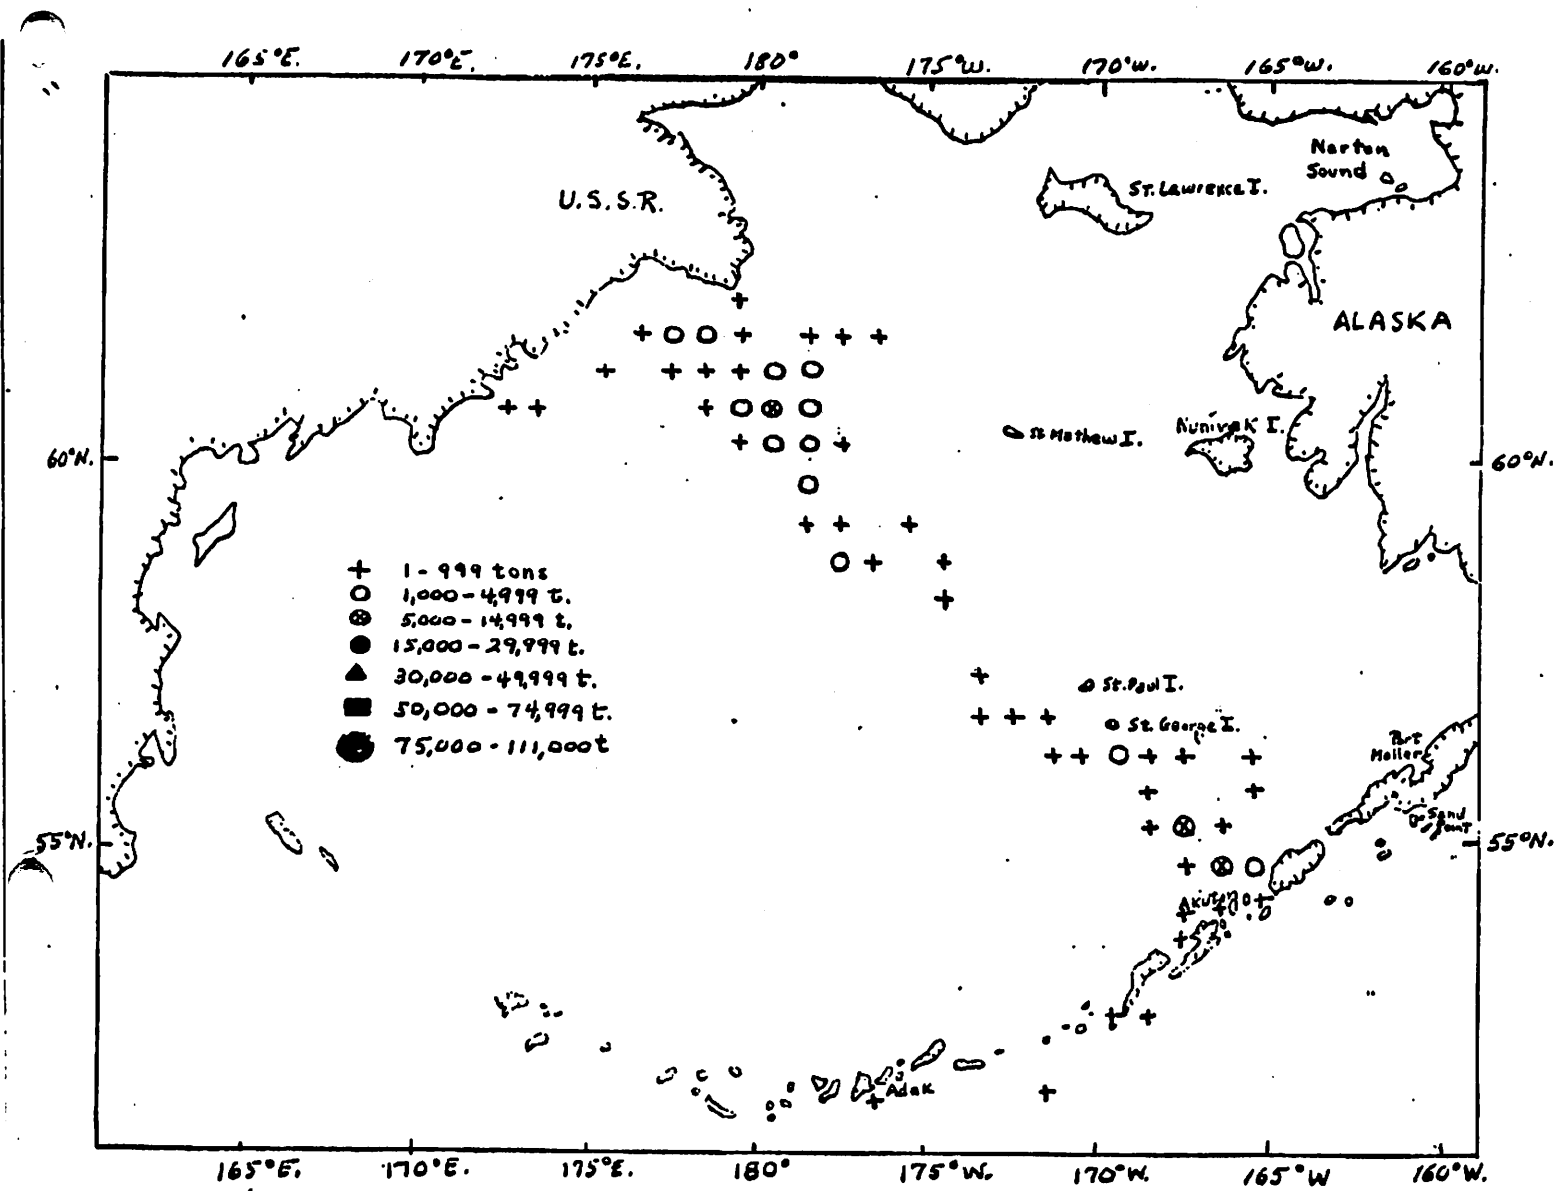 165°E. 170°E. 175°E. 180° 175°W. 170°W. 165°W. 160°W.
Norton
Sound
St. Lawrence I.
U.S.S.R.
ALASKA
Nunivak I.
St. Mathew I.
60°N. 60°N.
+ 1-999 tons
1,000-4,999 t.
5,000-14,999 t.
15,000-29,999 t.
30,000-49,999 t.
50,000-74,999 t.
75,000-111,000 t
St. Paul I.
St. George I.
Port
Moller
Sand
Point
55°N. 55°N.
Akutan
Adak
165°E. 170°E. 175°E. 180° 175°W. 170°W. 165°W 160°W.